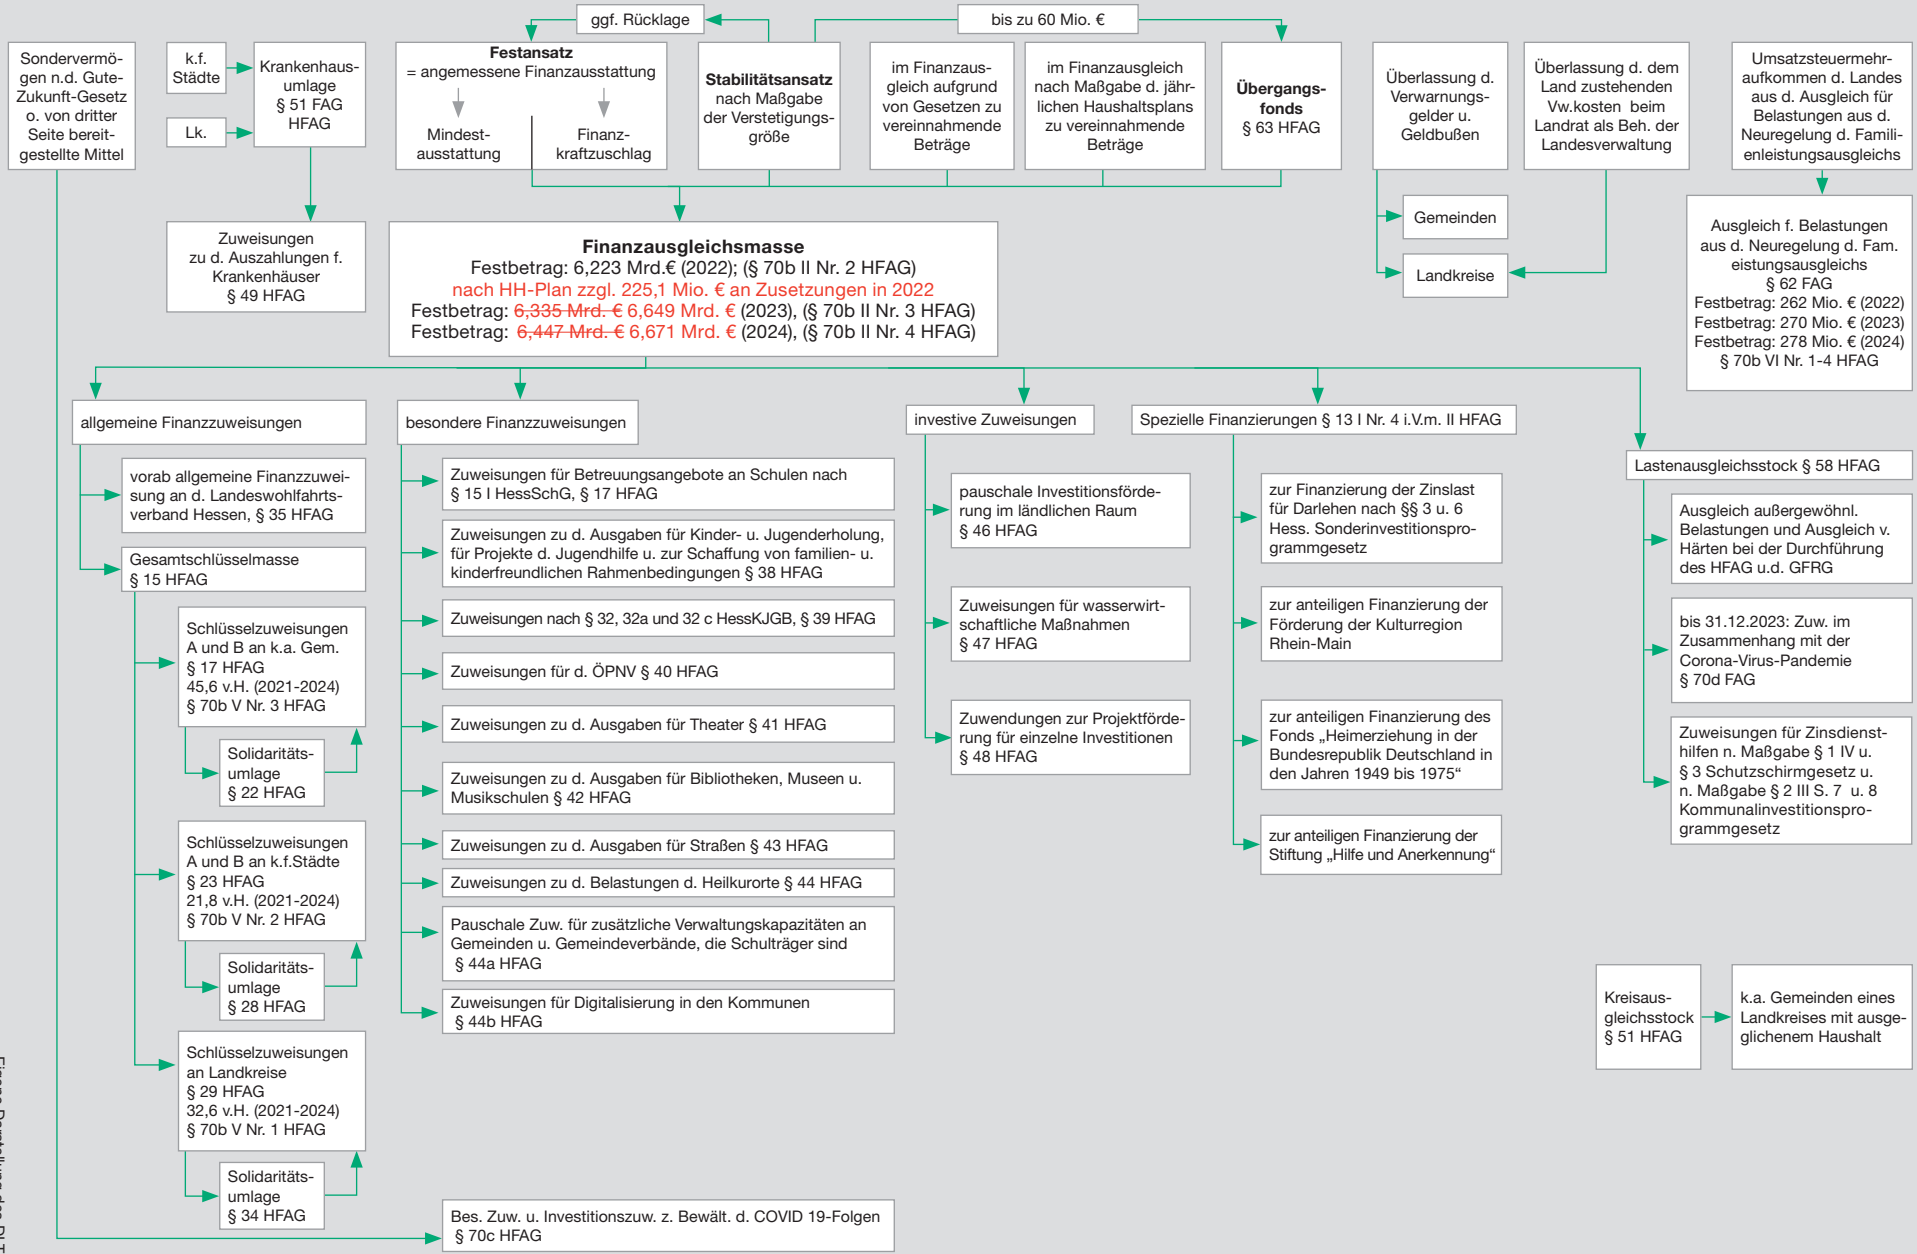 ggf. Rücklage
bis zu 60 Mio. €
Sondervermö-
gen n.d. Gute-
Zukunft-Gesetz
o. von dritter
Seite bereit-
gestellte Mittel
k.f.
Städte
Lk.
Krankenhaus-
umlage
§ 51 FAG
HFAG
Festansatz
= angemessene Finanzausstattung
Mindest-
ausstattung
Finanz-
kraftzuschlag
Stabilitätsansatz
nach Maßgabe
der Verstetigungs-
größe
im Finanzaus-
gleich aufgrund
von Gesetzen zu
vereinnahmende
Beträge
im Finanzausgleich
nach Maßgabe d. jähr-
lichen Haushaltsplans
zu vereinnahmende
Beträge
Übergangs-
fonds
§ 63 HFAG
Überlassung d.
Verwarnungs-
gelder u.
Geldbußen
Überlassung d. dem
Land zustehenden
Vw.kosten beim
Landrat als Beh. der
Landesverwaltung
Umsatzsteuermehr-
aufkommen d. Landes
aus d. Ausgleich für
Belastungen aus d.
Neuregelung d. Famili-
enleistungsausgleichs
Zuweisungen
zu d. Auszahlungen f.
Krankenhäuser
§ 49 HFAG
Finanzausgleichsmasse
Festbetrag: 6,223 Mrd.€ (2022); (§ 70b II Nr. 2 HFAG)
nach HH-Plan zzgl. 225,1 Mio. € an Zusetzungen in 2022
Festbetrag: 6,335 Mrd. € 6,649 Mrd. € (2023), (§ 70b II Nr. 3 HFAG)
Festbetrag: 6,447 Mrd. € 6,671 Mrd. € (2024), (§ 70b II Nr. 4 HFAG)
Gemeinden
Landkreise
Ausgleich f. Belastungen
aus d. Neuregelung d. Fam.
eistungsausgleichs
§ 62 FAG
Festbetrag: 262 Mio. € (2022)
Festbetrag: 270 Mio. € (2023)
Festbetrag: 278 Mio. € (2024)
§ 70b VI Nr. 1-4 HFAG
allgemeine Finanzzuweisungen
vorab allgemeine Finanzzuwei-
sung an d. Landeswohlfahrts-
verband Hessen, § 35 HFAG
Gesamtschlüsselmasse
§ 15 HFAG
Schlüsselzuweisungen
A und B an k.a. Gem.
§ 17 HFAG
45,6 v.H. (2021-2024)
§ 70b V Nr. 3 HFAG
Solidaritäts-
umlage
§ 22 HFAG
Schlüsselzuweisungen
A und B an k.f.Städte
§ 23 HFAG
21,8 v.H. (2021-2024)
§ 70b V Nr. 2 HFAG
Solidaritäts-
umlage
§ 28 HFAG
Schlüsselzuweisungen
an Landkreise
§ 29 HFAG
32,6 v.H. (2021-2024)
§ 70b V Nr. 1 HFAG
Solidaritäts-
umlage
§ 34 HFAG
besondere Finanzzuweisungen
Zuweisungen für Betreuungsangebote an Schulen nach
§ 15 I HessSchG, § 17 HFAG
Zuweisungen zu d. Ausgaben für Kinder- u. Jugenderholung,
für Projekte d. Jugendhilfe u. zur Schaffung von familien- u.
kinderfreundlichen Rahmenbedingungen § 38 HFAG
Zuweisungen nach § 32, 32a und 32 c HessKJGB, § 39 HFAG
Zuweisungen für d. ÖPNV § 40 HFAG
Zuweisungen zu d. Ausgaben für Theater § 41 HFAG
Zuweisungen zu d. Ausgaben für Bibliotheken, Museen u.
Musikschulen § 42 HFAG
Zuweisungen zu d. Ausgaben für Straßen § 43 HFAG
Zuweisungen zu d. Belastungen d. Heilkurorte § 44 HFAG
Pauschale Zuw. für zusätzliche Verwaltungskapazitäten an
Gemeinden u. Gemeindeverbände, die Schulträger sind
§ 44a HFAG
Zuweisungen für Digitalisierung in den Kommunen
§ 44b HFAG
Bes. Zuw. u. Investitionszuw. z. Bewält. d. COVID 19-Folgen
§ 70c HFAG
investive Zuweisungen
pauschale Investitionsförde-
rung im ländlichen Raum
§ 46 HFAG
Zuweisungen für wasserwirt-
schaftliche Maßnahmen
§ 47 HFAG
Zuwendungen zur Projektförde-
rung für einzelne Investitionen
§ 48 HFAG
Spezielle Finanzierungen § 13 I Nr. 4 i.V.m. II HFAG
zur Finanzierung der Zinslast
für Darlehen nach §§ 3 u. 6
Hess. Sonderinvestitionspro-
grammgesetz
zur anteiligen Finanzierung der
Förderung der Kulturregion
Rhein-Main
zur anteiligen Finanzierung des
Fonds „Heimerziehung in der
Bundesrepublik Deutschland in
den Jahren 1949 bis 1975“
zur anteiligen Finanzierung der
Stiftung „Hilfe und Anerkennung“
Lastenausgleichsstock § 58 HFAG
Ausgleich außergewöhnl.
Belastungen und Ausgleich v.
Härten bei der Durchführung
des HFAG u.d. GFRG
bis 31.12.2023: Zuw. im
Zusammenhang mit der
Corona-Virus-Pandemie
§ 70d FAG
Zuweisungen für Zinsdienst-
hilfen n. Maßgabe § 1 IV u.
§ 3 Schutzschirmgesetz u.
n. Maßgabe § 2 III S. 7 u. 8
Kommunalinvestitionspro-
grammgesetz
Kreisaus-
gleichsstock
§ 51 HFAG
k.a. Gemeinden eines
Landkreises mit ausge-
glichenem Haushalt
Eigene Darstellung des DLT